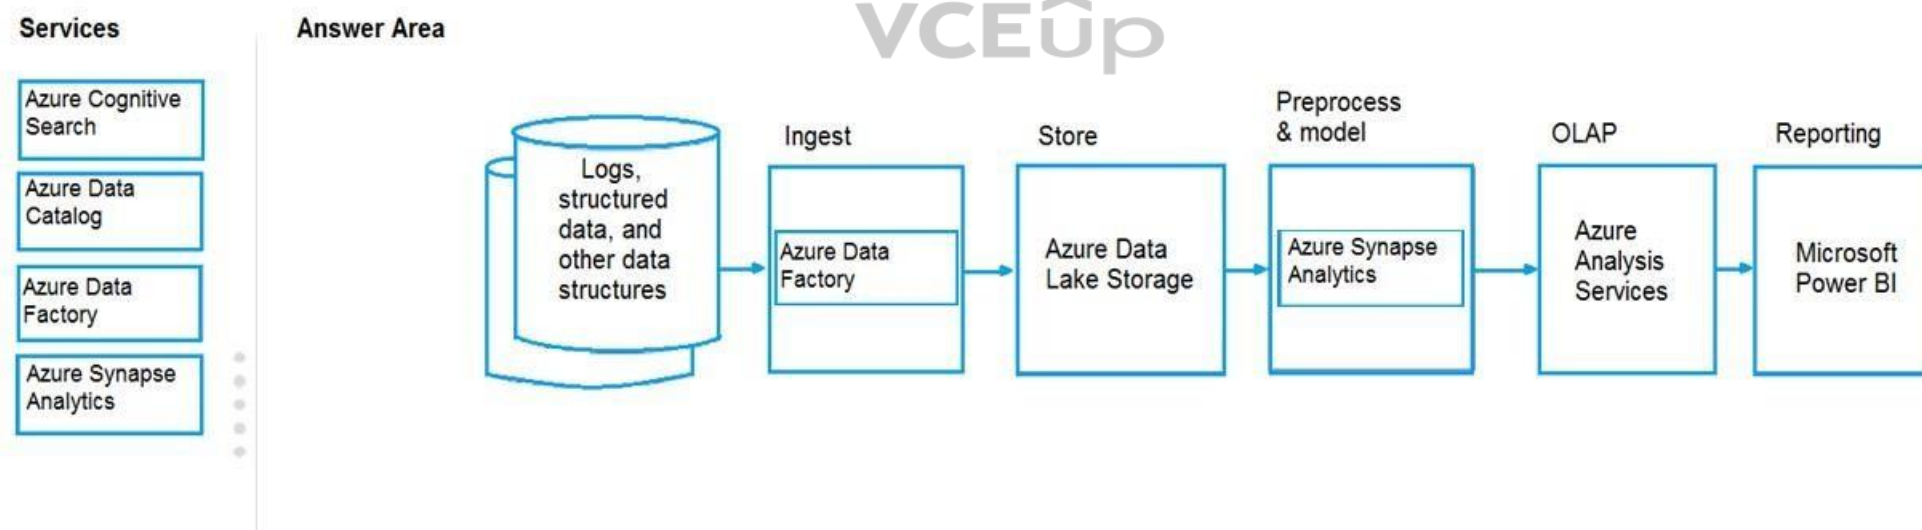 Services
Answer Area
VCEûp
Azure Cognitive
Search
Azure Data
Catalog
Azure Data
Factory
Azure Synapse
Analytics
Logs,
structured
data, and
other data
structures
Ingest
Azure Data
Factory
Store
Azure Data
Lake Storage
Preprocess
& model
Azure Synapse
Analytics
OLAP
Azure
Analysis
Services
Reporting
Microsoft
Power BI